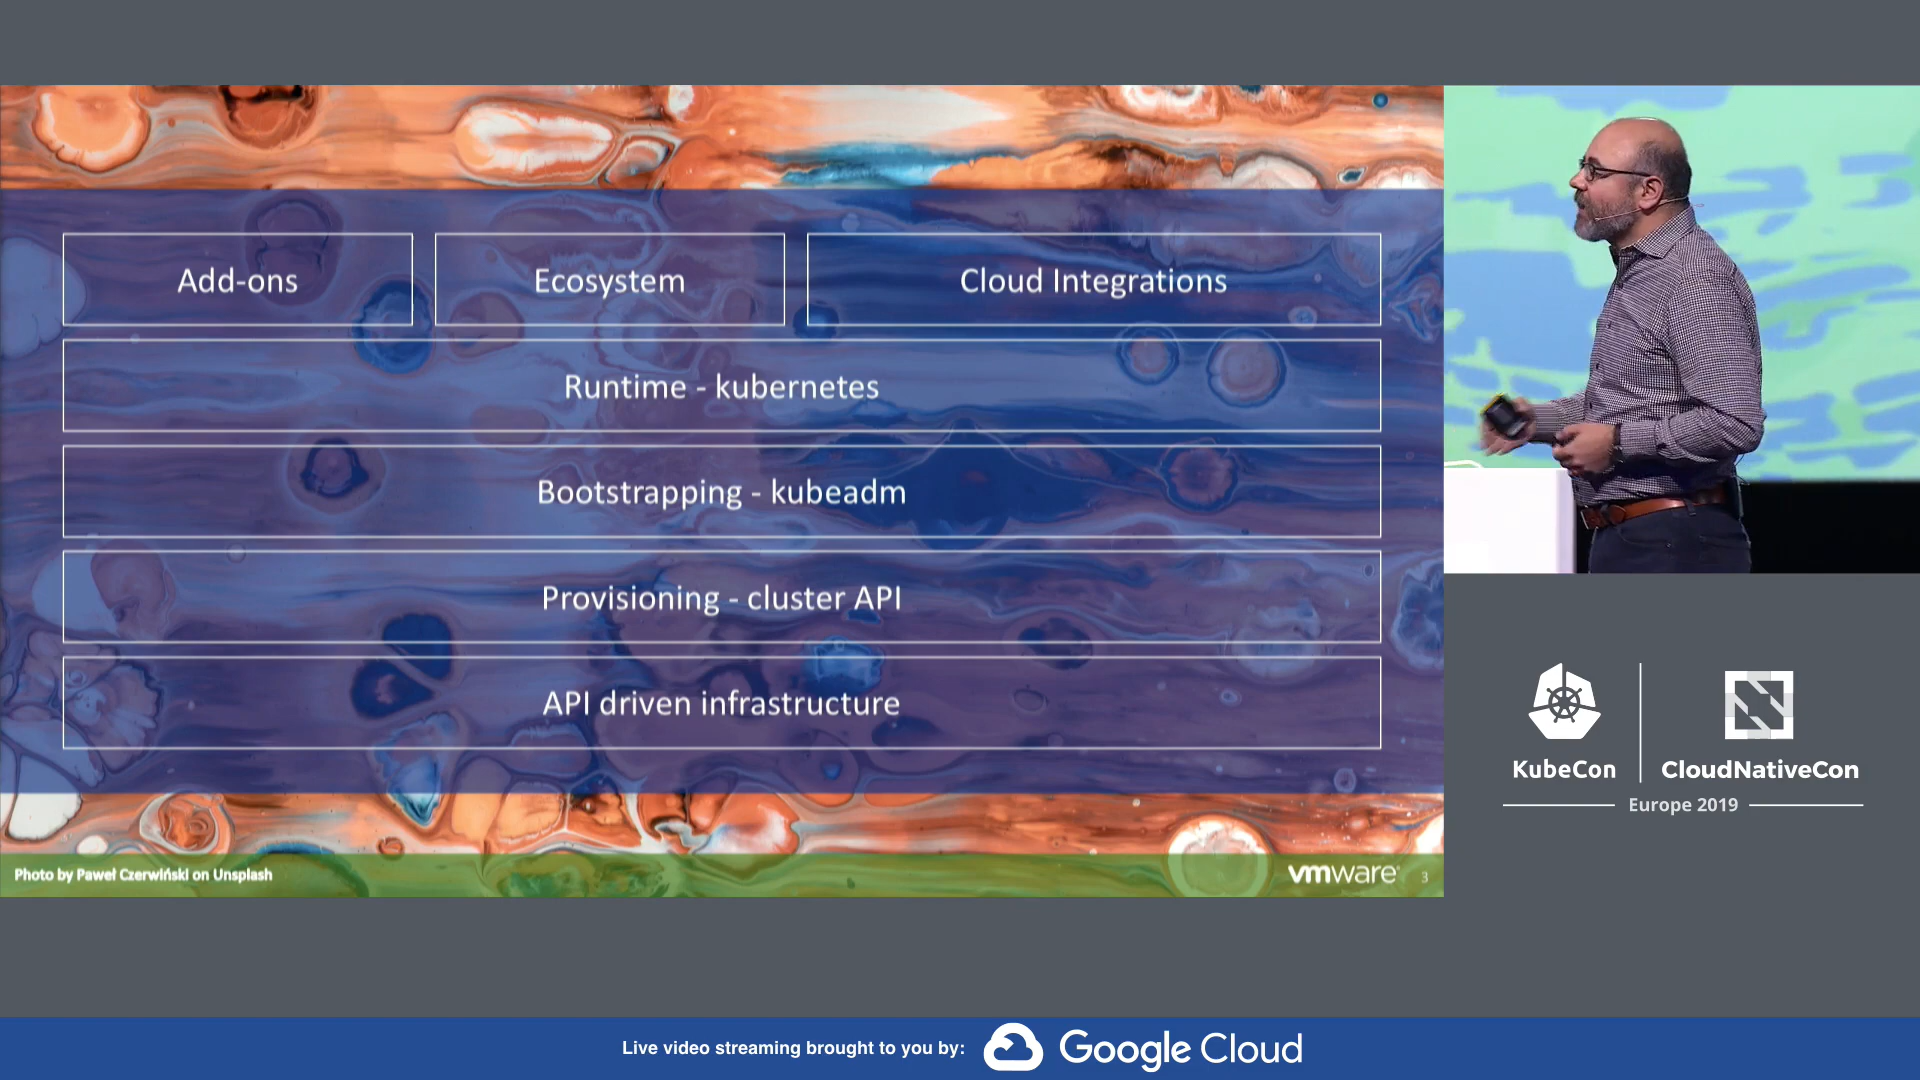 Add-ons
Ecosystem
Cloud Integrations
Runtime - kubernetes
Bootstrapping - kubeadm
Provisioning - cluster API
API driven infrastructure
Photo by Paweł Czerwiński on Unsplash
vmware
3
KubeCon
CloudNativeCon
Europe 2019
Live video streaming brought to you by:
Google Cloud